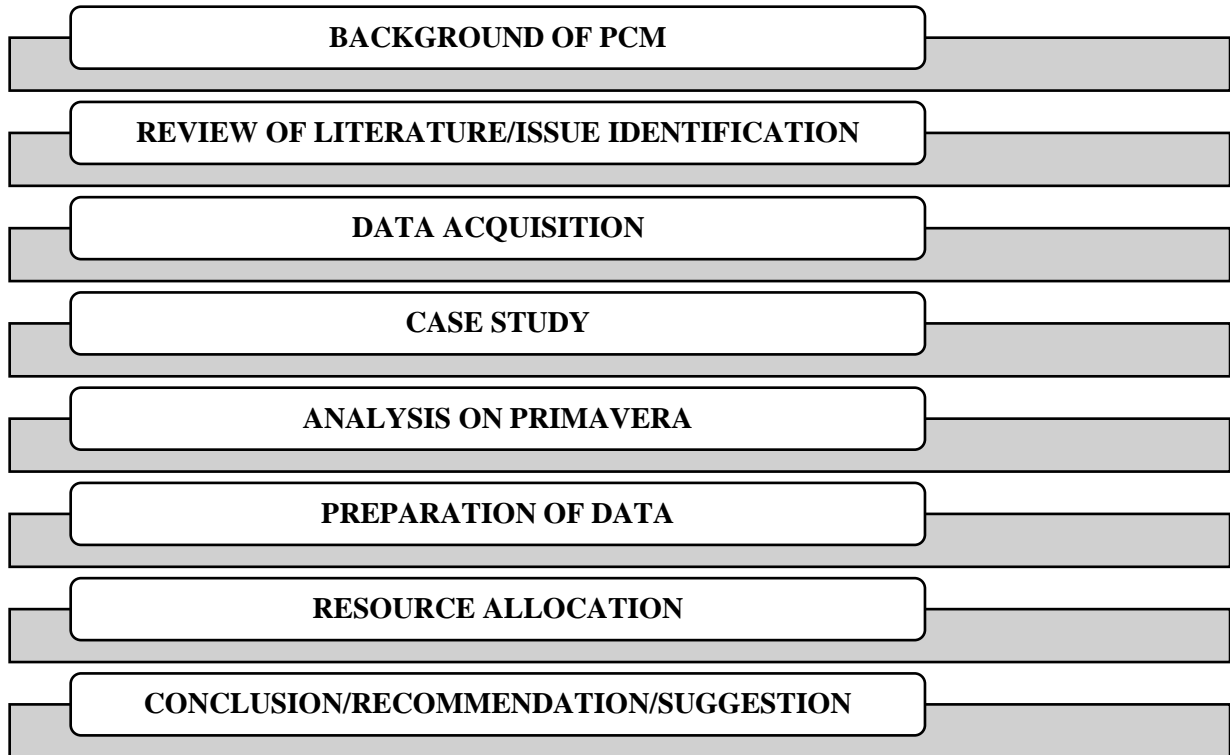 BACKGROUND OF PCM
REVIEW OF LITERATURE/ISSUE IDENTIFICATION
DATA ACQUISITION
CASE STUDY
ANALYSIS ON PRIMAVERA
PREPARATION OF DATA
RESOURCE ALLOCATION
CONCLUSION/RECOMMENDATION/SUGGESTION